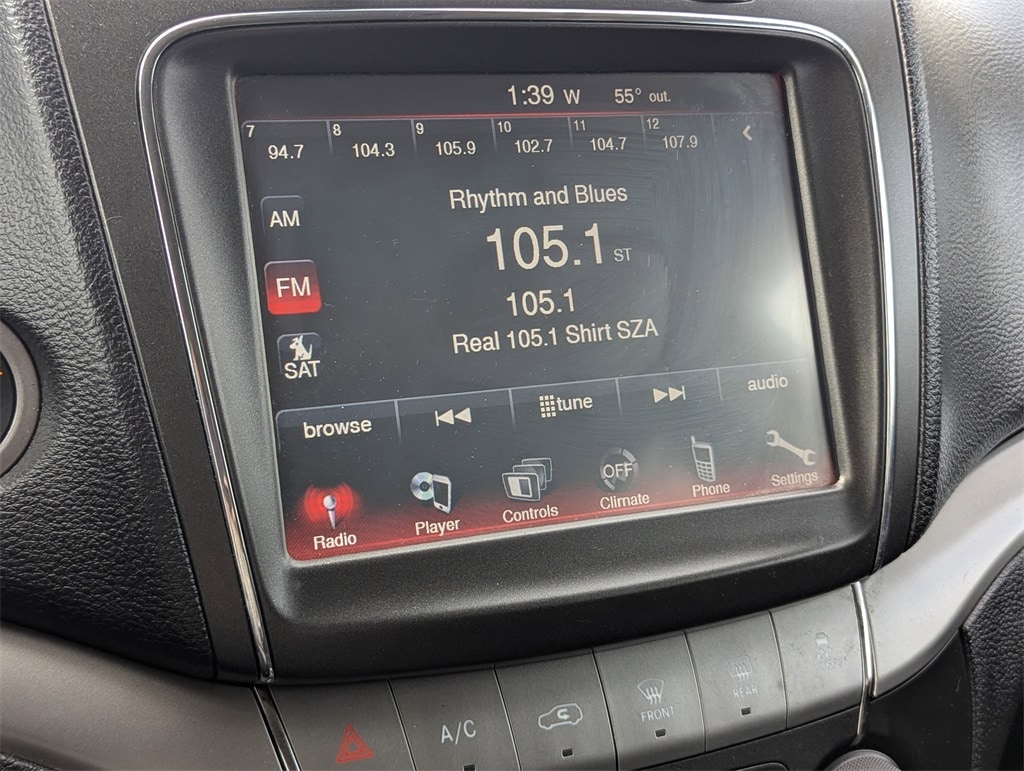 1:39 W 55° out.
7 8 9 10 11 12
94.7 104.3 105.9 102.7 104.7 107.9
Rhythm and Blues
AM
105.1 ST
FM
105.1
Real 105.1 Shirt SZA
SAT
browse tune audio
OFF
Radio Player Controls Climate Phone Settings
A/C FRONT REAR